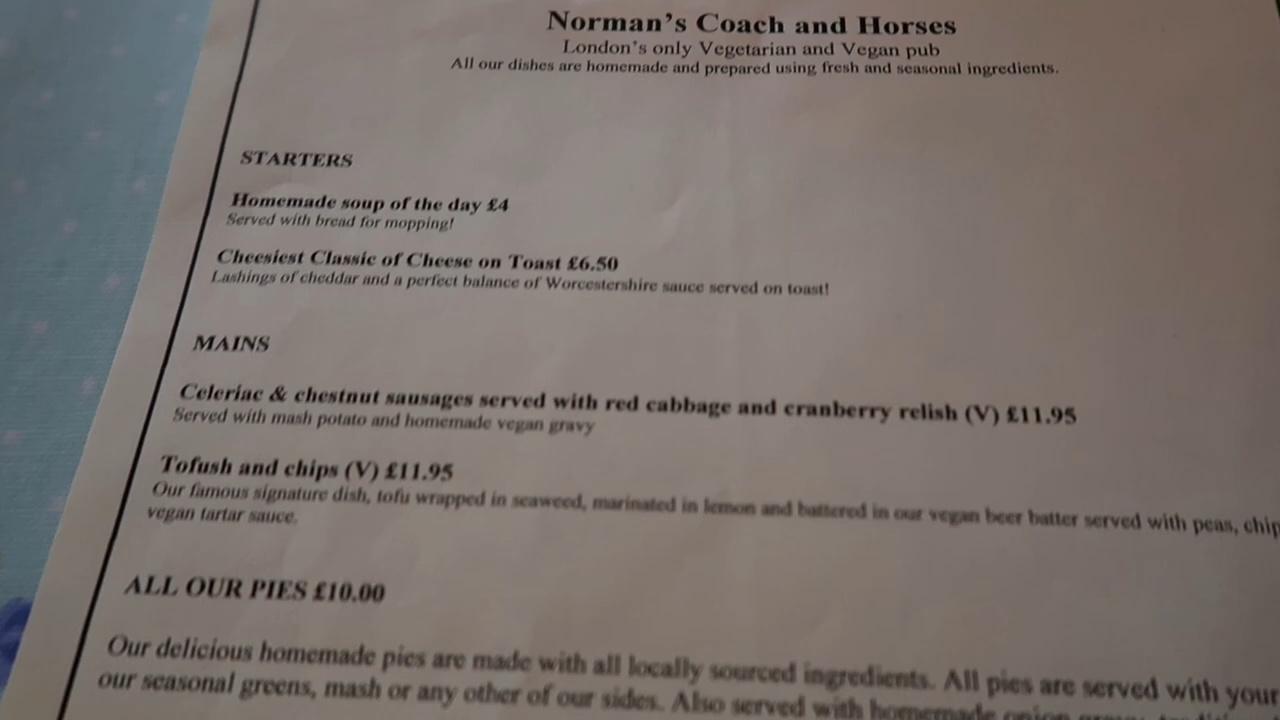 Norman's Coach and Horses
London's only Vegetarian and Vegan pub
All our dishes are homemade and prepared using fresh and seasonal ingredients.
STARTERS
Homemade soup of the day £4
Served with bread for mopping!
Cheesiest Classic of Cheese on Toast £6.50
Lashings of cheddar and a perfect balance of Worcestershire sauce served on toast!
MAINS
Celeriac & chestnut sausages served with red cabbage and cranberry relish (V) £11.95
Served with mash potato and homemade vegan gravy
Tofush and chips (V) £11.95
Our famous signature dish, tofu wrapped in seaweed, marinated in lemon and battered in our vegan beer batter served with peas, chip
vegan tartar sauce.
ALL OUR PIES £10.00
Our delicious homemade pies are made with all locally sourced ingredients. All pies are served with your
our seasonal greens, mash or any other of our sides. Also served with homemade onion